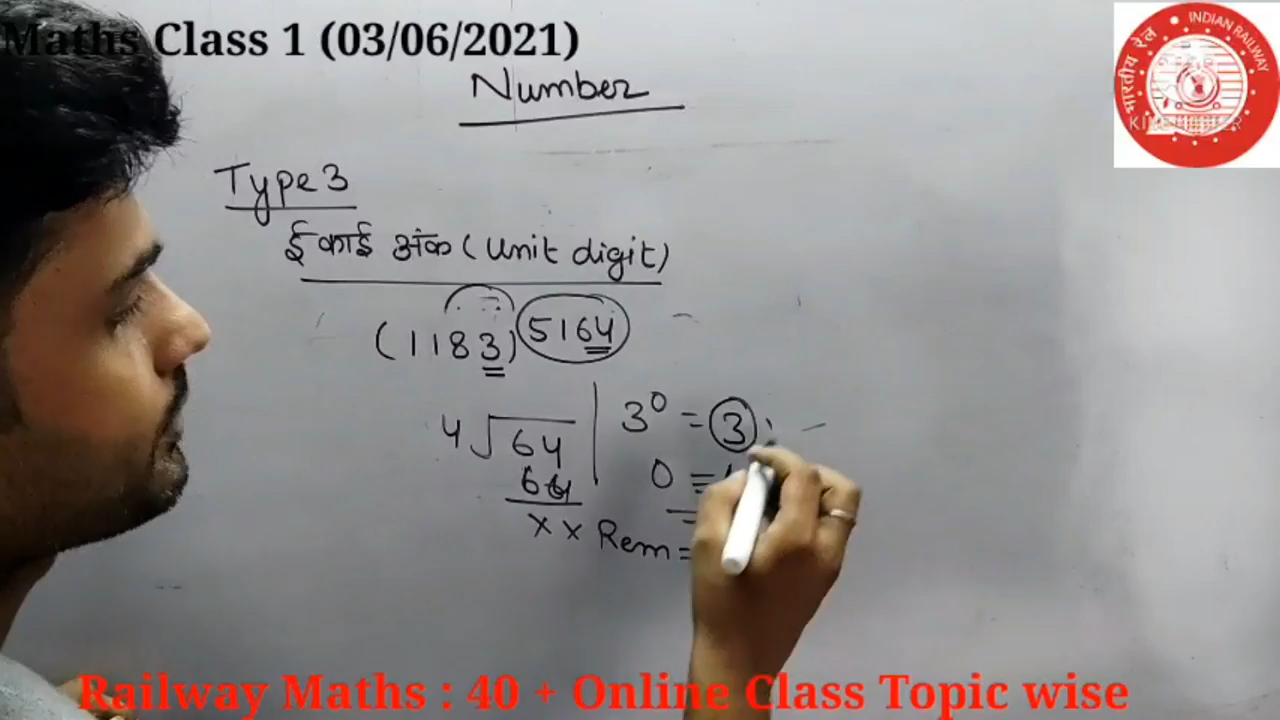 Maths Class 1 (03/06/2021)
INDIAN RAILWAY
भारतीय रेल
Number
Type 3
ईकाई अंक (Unit digit)
(1183) 5164
4 √64 | 3⁰ = 3
64
0 =
x x Rem =
Railway Maths : 40 + Online Class Topic wise